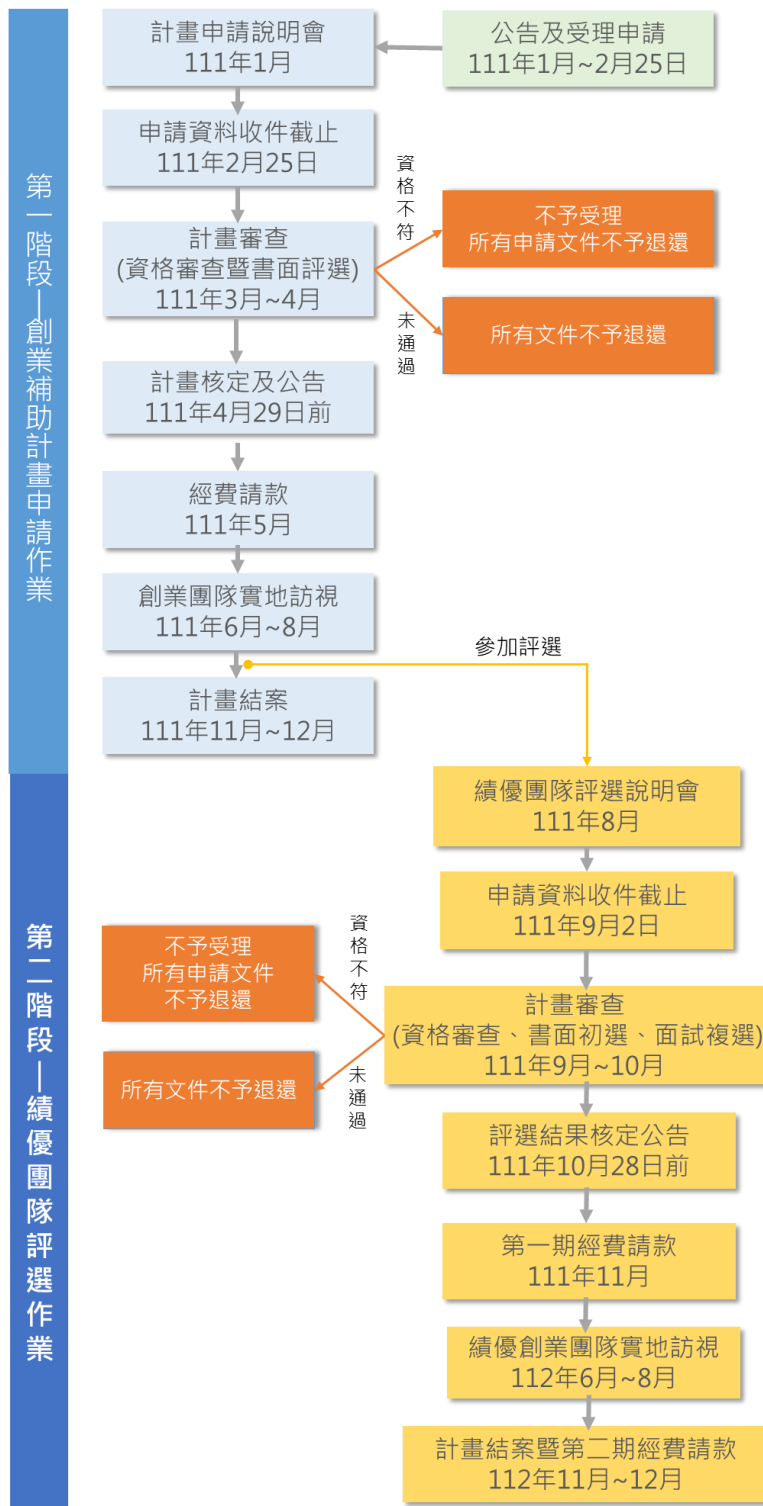 第一階段—創業補助計畫申請作業
計畫申請說明會
111年1月
公告及受理申請
111年1月~2月25日
申請資料收件截止
111年2月25日
計畫審查
(資格審查暨書面評選)
111年3月~4月
資格不符
不予受理
所有申請文件不予退還
未通過
所有文件不予退還
計畫核定及公告
111年4月29日前
經費請款
111年5月
創業團隊實地訪視
111年6月~8月
參加評選
計畫結案
111年11月~12月
第二階段—績優團隊評選作業
績優團隊評選說明會
111年8月
申請資料收件截止
111年9月2日
計畫審查
(資格審查、書面初選、面試複選)
111年9月~10月
資格不符
不予受理
所有申請文件
不予退還
未通過
所有文件不予退還
評選結果核定公告
111年10月28日前
第一期經費請款
111年11月
績優創業團隊實地訪視
112年6月~8月
計畫結案暨第二期經費請款
112年11月~12月